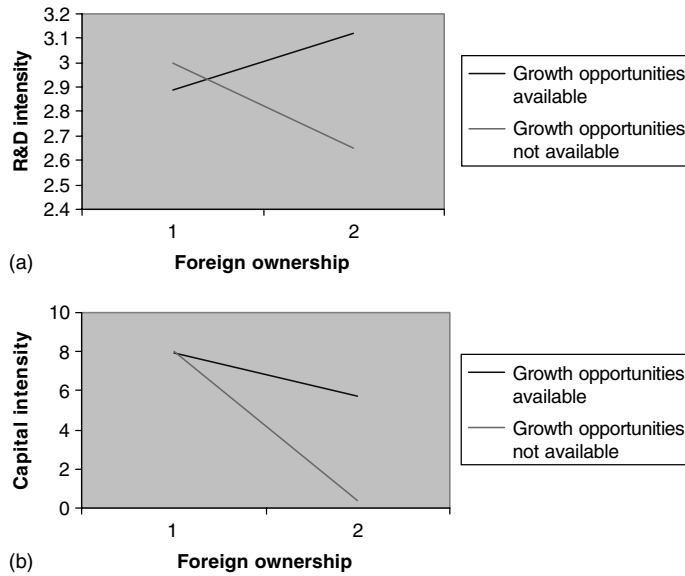 3.2
3.1
3
2.9
2.8
2.7
2.6
2.5
2.4
R&D intensity
1 2
Foreign ownership
(a)
Growth opportunities
available
Growth opportunities
not available
10
8
6
4
2
0
Capital intensity
1 2
Foreign ownership
(b)
Growth opportunities
available
Growth opportunities
not available